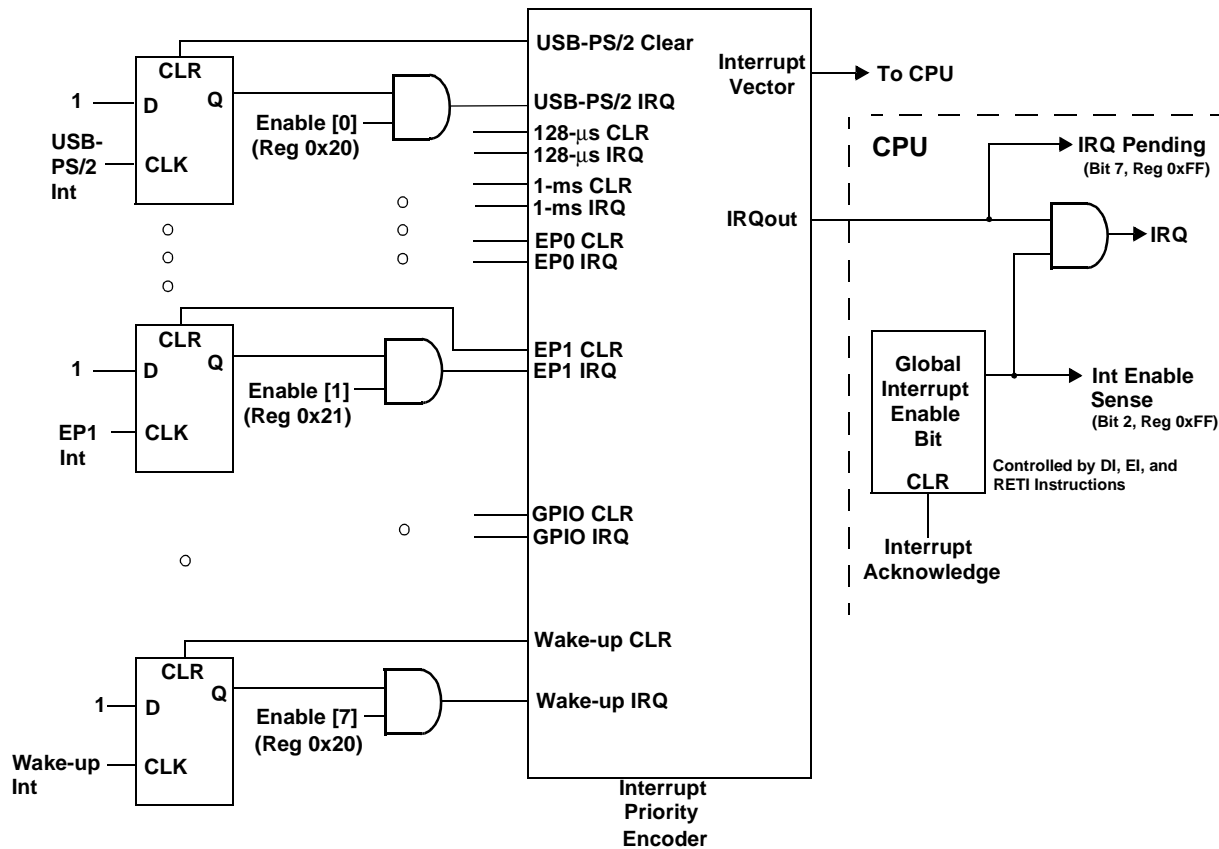 CLR
1
D
Q
USB-
PS/2
Int
CLK
Enable [0]
(Reg 0x20)
USB-PS/2 Clear
USB-PS/2 IRQ
128-μs CLR
128-μs IRQ
1-ms CLR
1-ms IRQ
EP0 CLR
EP0 IRQ
Interrupt
Vector
To CPU
CPU
IRQ Pending
(Bit 7, Reg 0xFF)
IRQout
IRQ
CLR
1
D
Q
EP1
Int
CLK
Enable [1]
(Reg 0x21)
EP1 CLR
EP1 IRQ
Global
Interrupt
Enable
Bit
CLR
Int Enable
Sense
(Bit 2, Reg 0xFF)
Controlled by DI, EI, and
RETI Instructions
Interrupt
Acknowledge
GPIO CLR
GPIO IRQ
CLR
1
D
Q
Wake-up
Int
CLK
Enable [7]
(Reg 0x20)
Wake-up CLR
Wake-up IRQ
Interrupt
Priority
Encoder